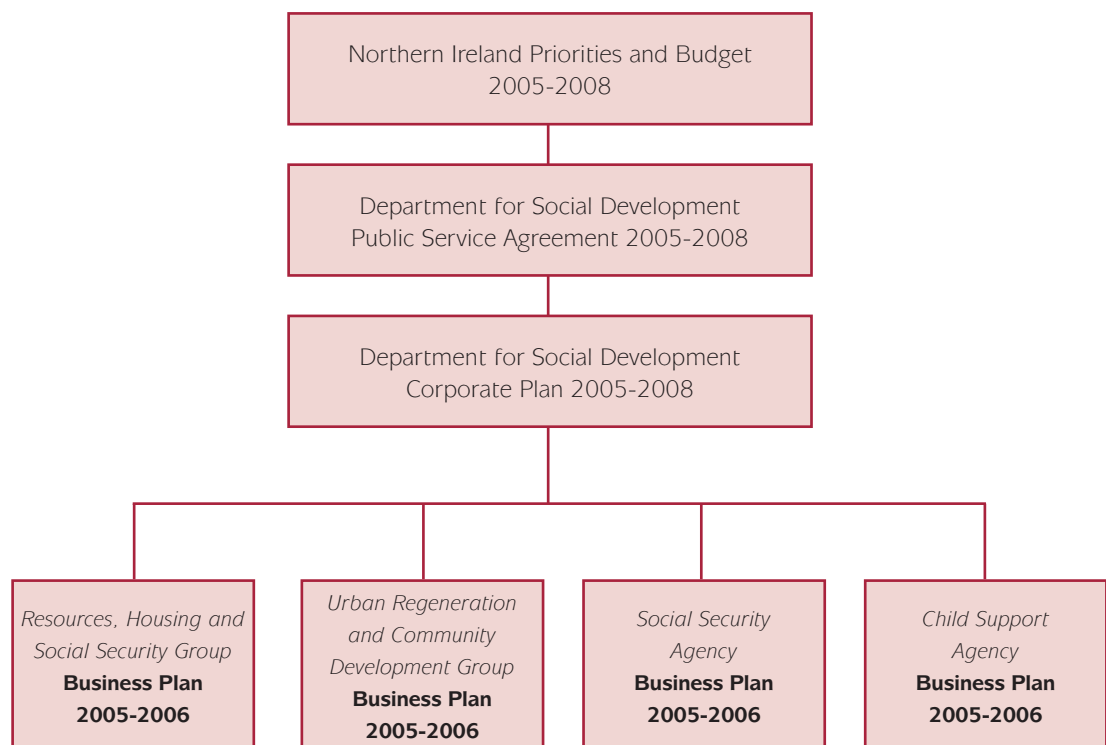 Northern Ireland Priorities and Budget
2005-2008
Department for Social Development
Public Service Agreement 2005-2008
Department for Social Development
Corporate Plan 2005-2008
Resources, Housing and
Social Security Group
Business Plan
2005-2006
Urban Regeneration
and Community
Development Group
Business Plan
2005-2006
Social Security
Agency
Business Plan
2005-2006
Child Support
Agency
Business Plan
2005-2006